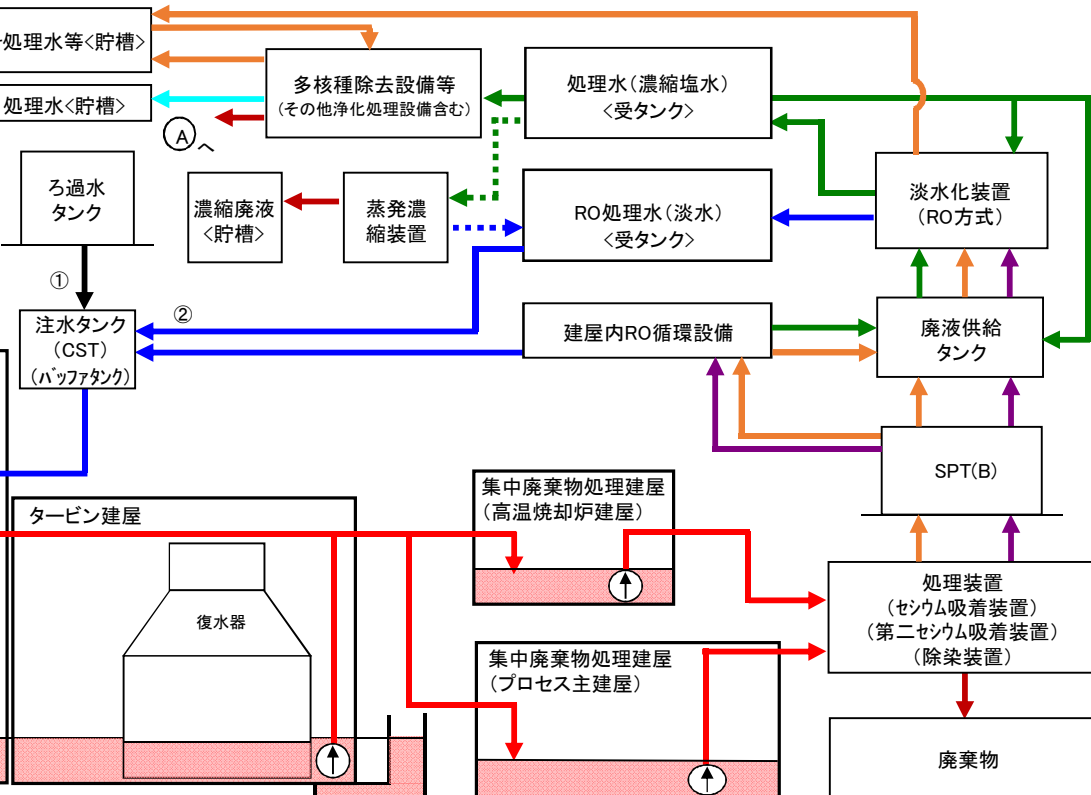 処理水等<貯槽>
多核種除去設備等
(その他浄化処理設備含む)
処理水(濃縮塩水)
<受タンク>
処理水<貯槽>
Aへ
ろ過水
タンク
濃縮廃液
<貯槽>
蒸発濃
縮装置
RO処理水(淡水)
<受タンク>
淡水化装置
(RO方式)
①
②
注水タンク
(CST)
(バッファタンク)
建屋内RO循環設備
廃液供給
タンク
SPT(B)
タービン建屋
復水器
集中廃棄物処理建屋
(高温焼却炉建屋)
集中廃棄物処理建屋
(プロセス主建屋)
処理装置
(セシウム吸着装置)
(第二セシウム吸着装置)
(除染装置)
廃棄物